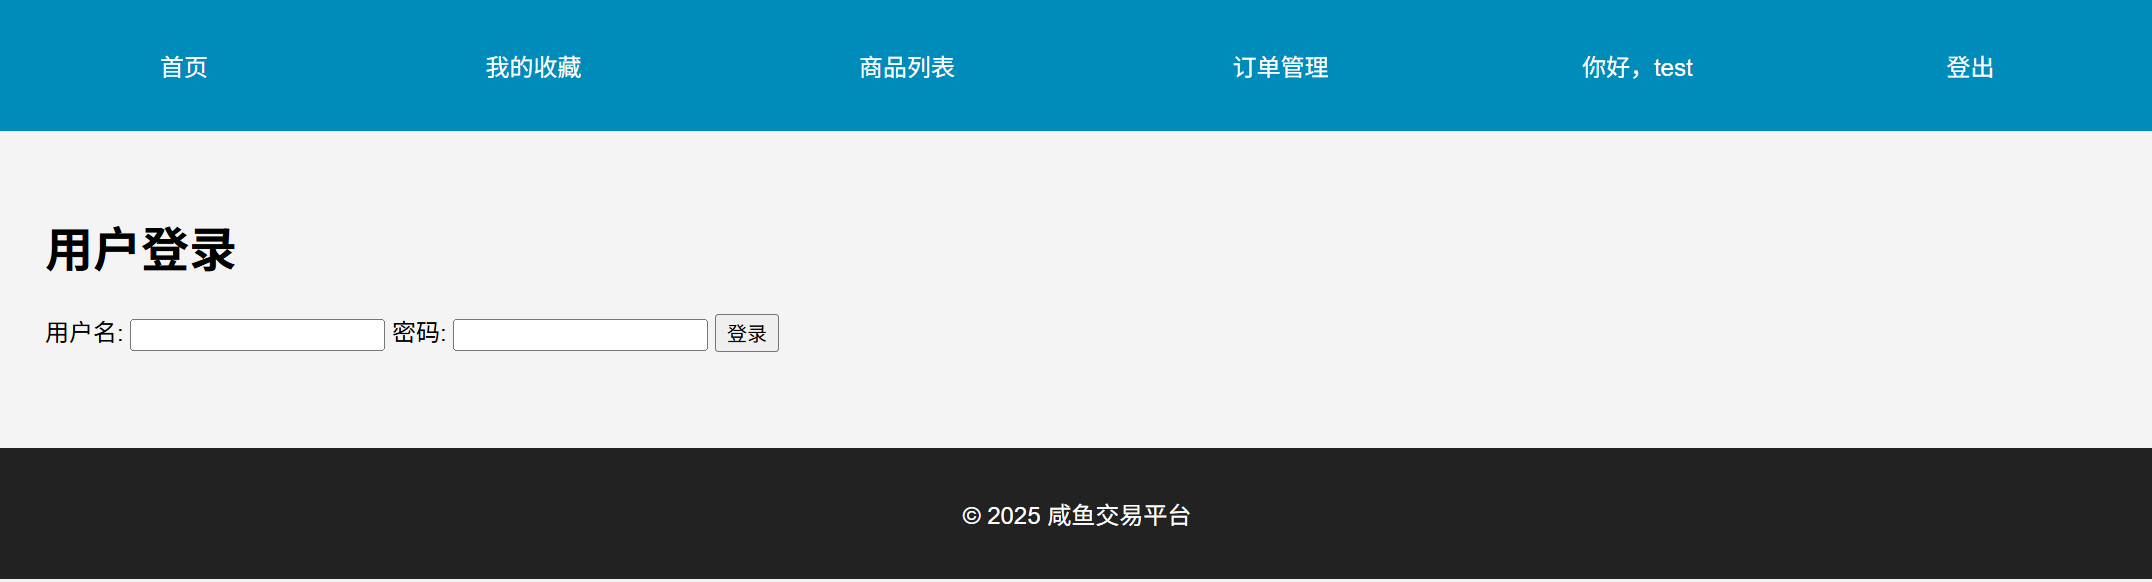 首页 我的收藏 商品列表 订单管理 你好，test 登出
用户登录
用户名: 密码: 登录
© 2025 咸鱼交易平台